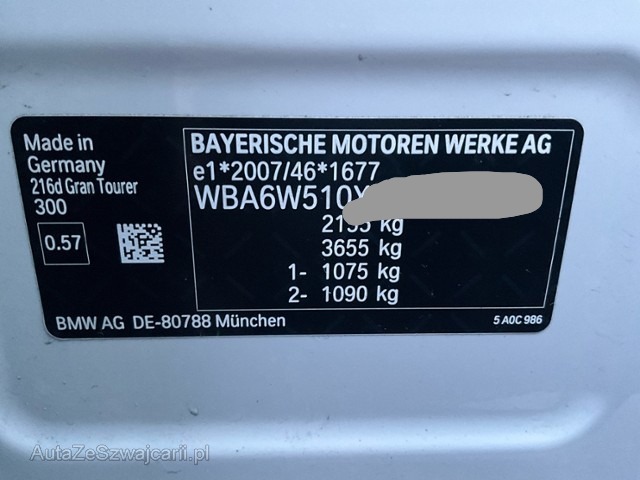 Made in
Germany
216d Gran Tourer
300
0.57
BAYERISCHE MOTOREN WERKE AG
e1*2007/46*1677
WBA6W510X
kg
3655 kg
1- 1075 kg
2- 1090 kg
BMW AG DE-80788 München
5 A0C 986
AutaZeSzwajcarii.pl